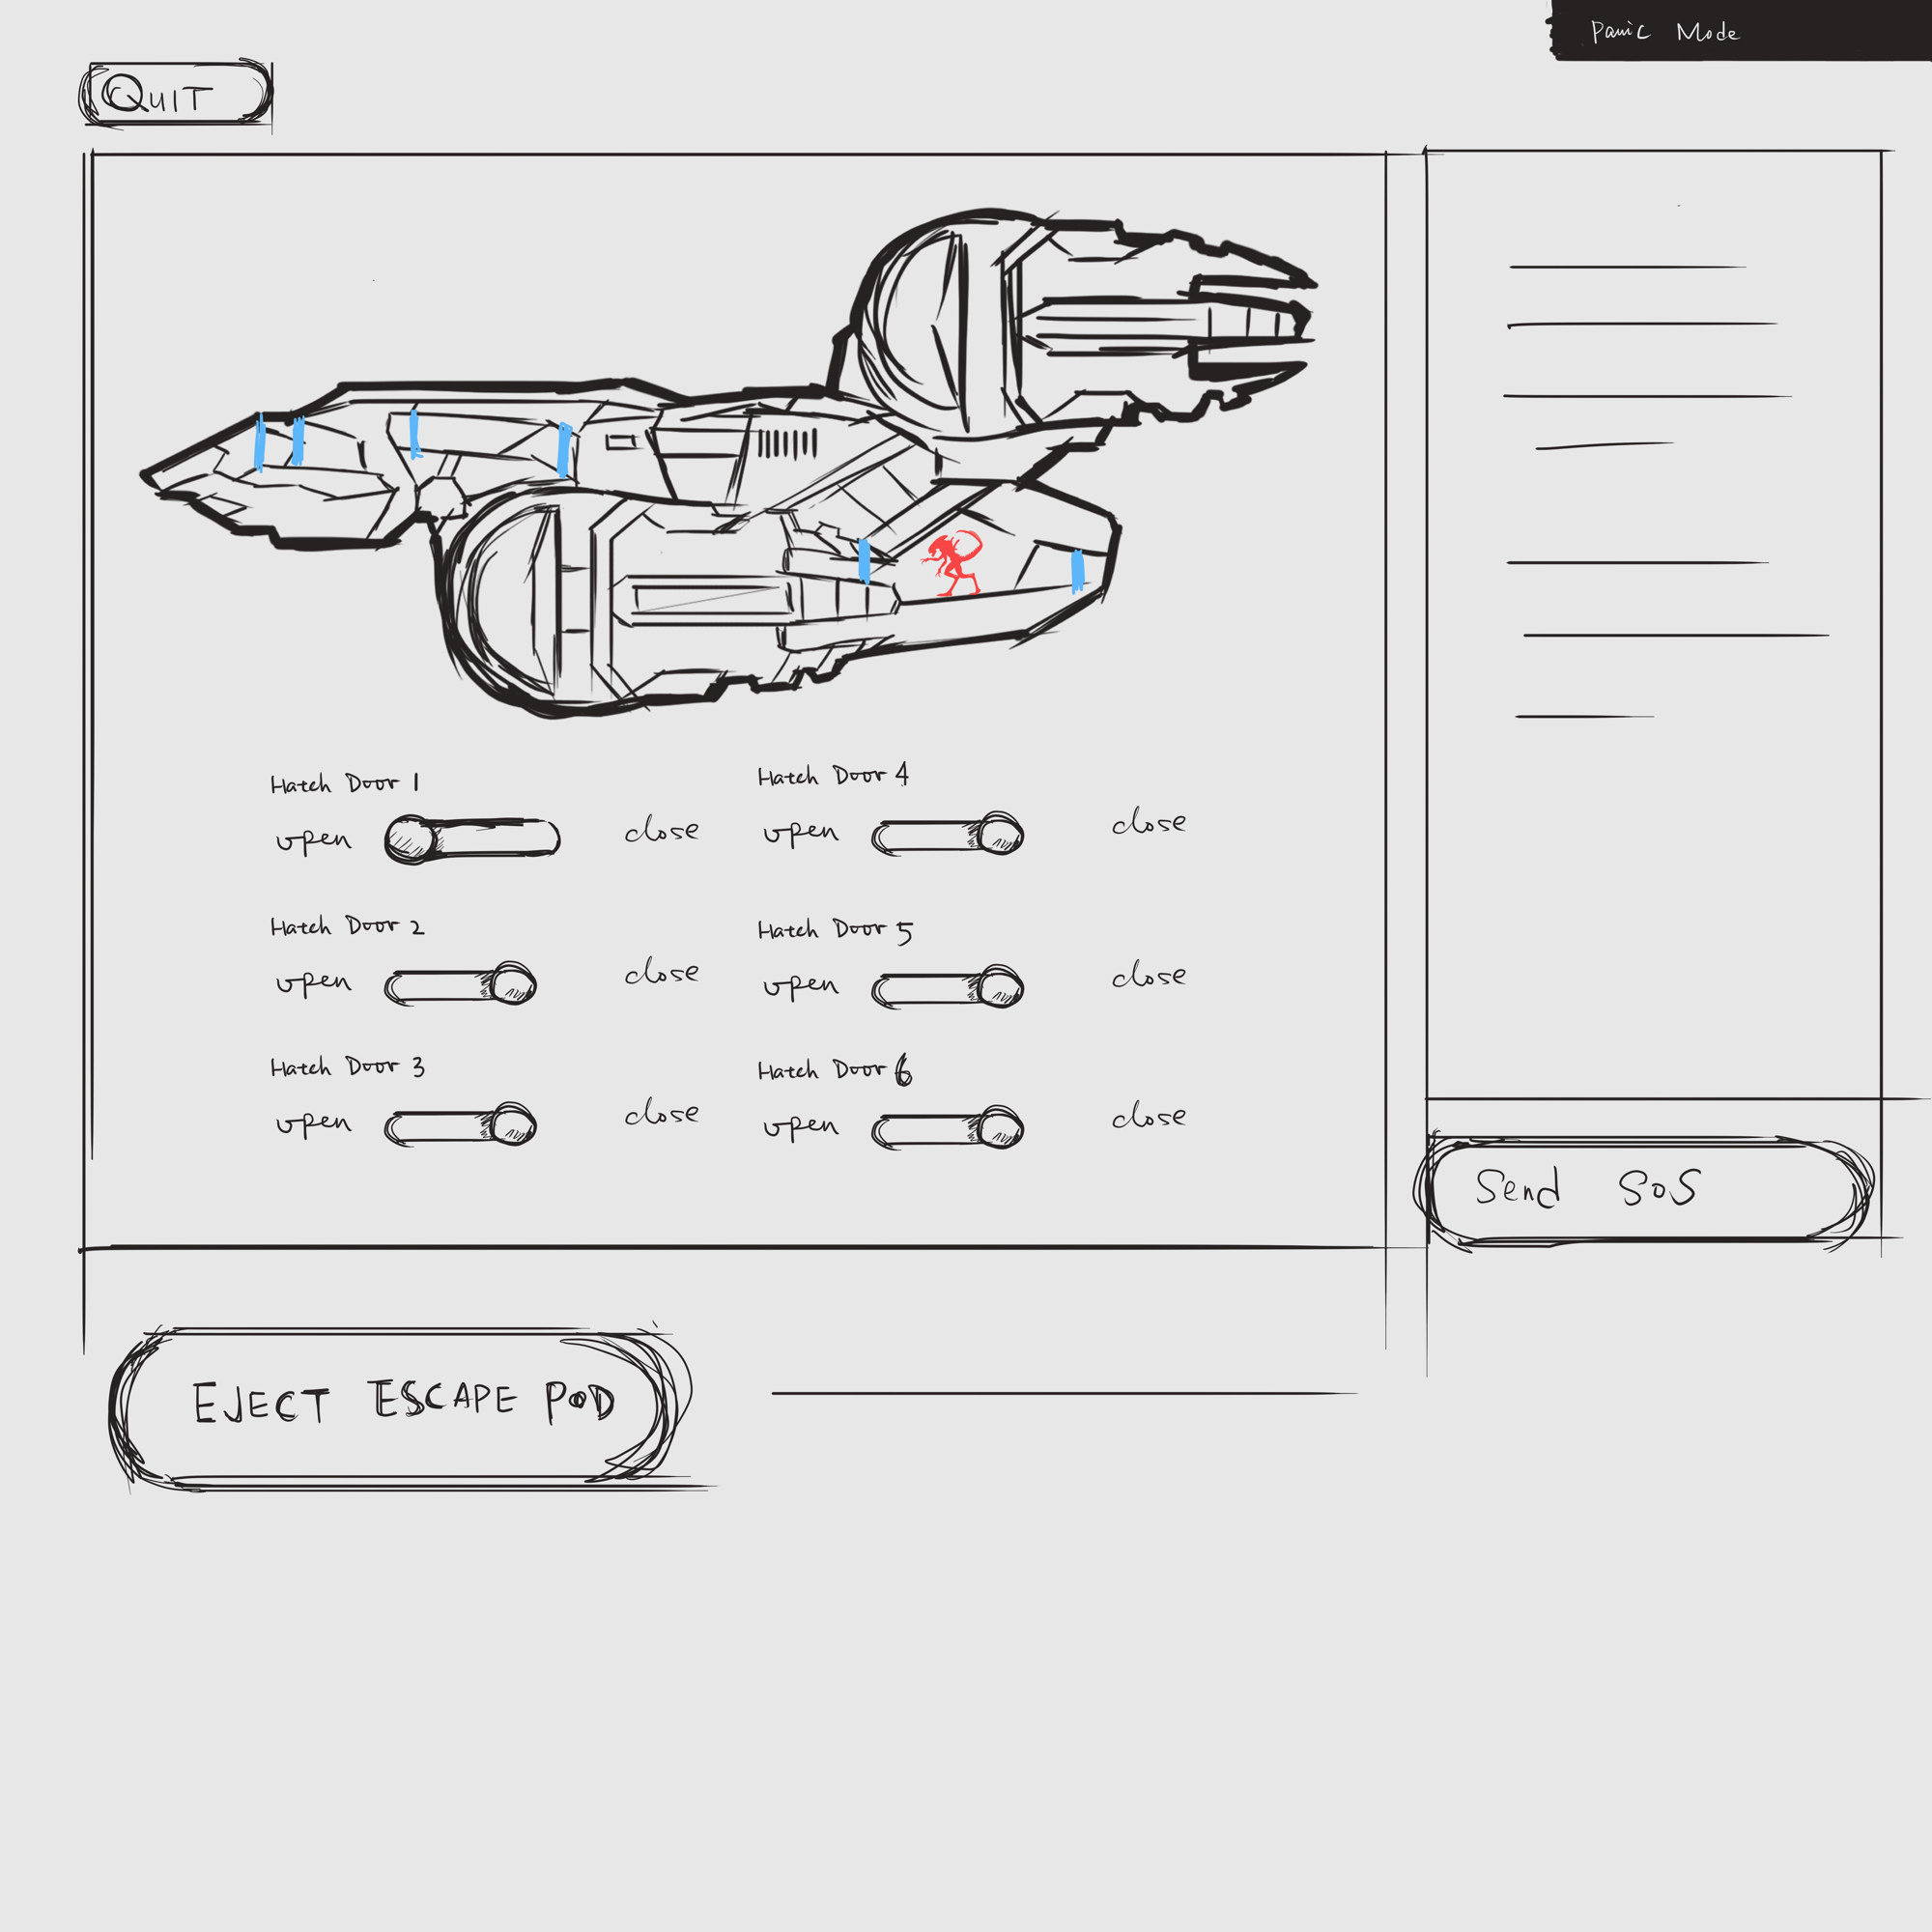 Panic Mode
QUIT
Hatch Door 1
open close
Hatch Door 4
open close
Hatch Door 2
open close
Hatch Door 5
open close
Hatch Door 3
open close
Hatch Door 6
open close
Send SOS
EJECT ESCAPE POD